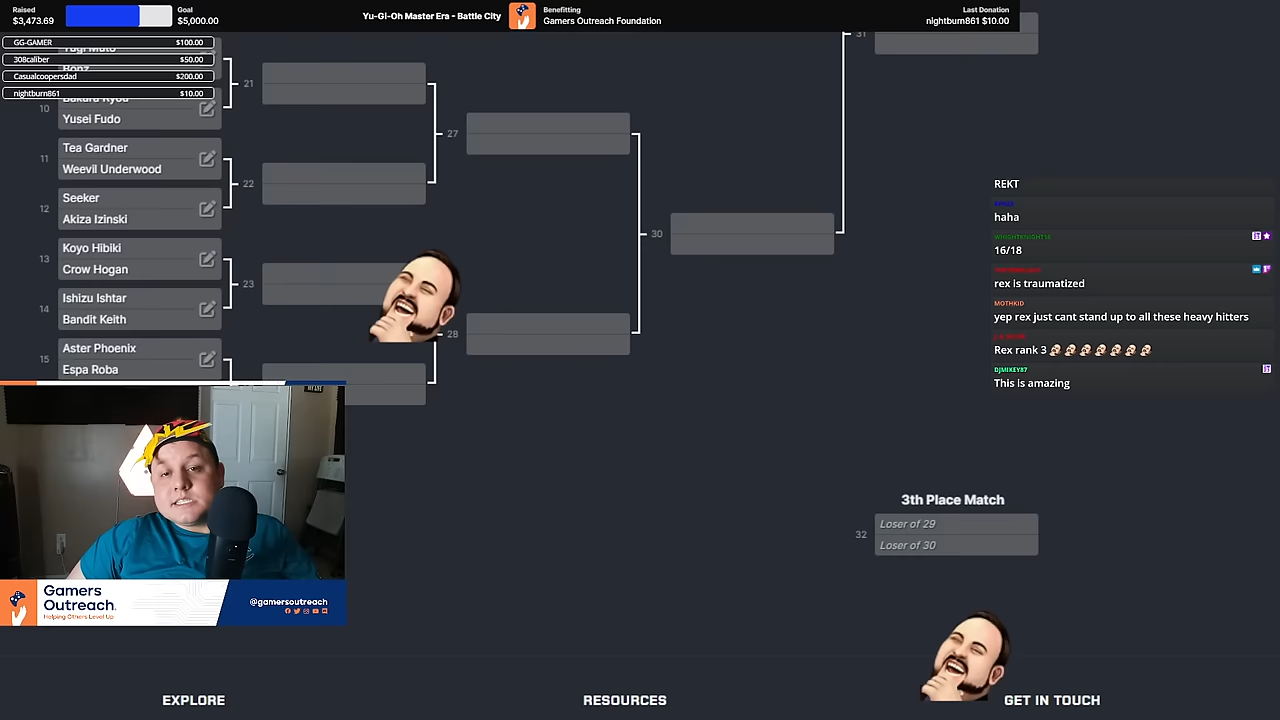 Raised
$3,473.69
Goal
$5,000.00
Yu-Gi-Oh Master Era - Battle City
Benefitting
Gamers Outreach Foundation
Last Donation
nightburn861 $10.00
GG-GAMER $100.00
308caliber $50.00
Casualcoopersdad $200.00
nightburn861 $10.00
Yugi Muto
Bonz
10
Bakura Ryou
Yusei Fudo
11
Tea Gardner
Weevil Underwood
12
Seeker
Akiza Izinski
13
Koyo Hibiki
Crow Hogan
14
Ishizu Ishtar
Bandit Keith
15
Aster Phoenix
Espa Roba
21
22
23
27
28
30
31
REKT
haha
16/18
rex is traumatized
MOTHKID
yep rex just cant stand up to all these heavy hitters
Rex rank 3
DJMIKEY87
This is amazing
3th Place Match
32
Loser of 29
Loser of 30
Gamers
Outreach.
Helping Others Level Up
@gamersoutreach
EXPLORE
RESOURCES
GET IN TOUCH